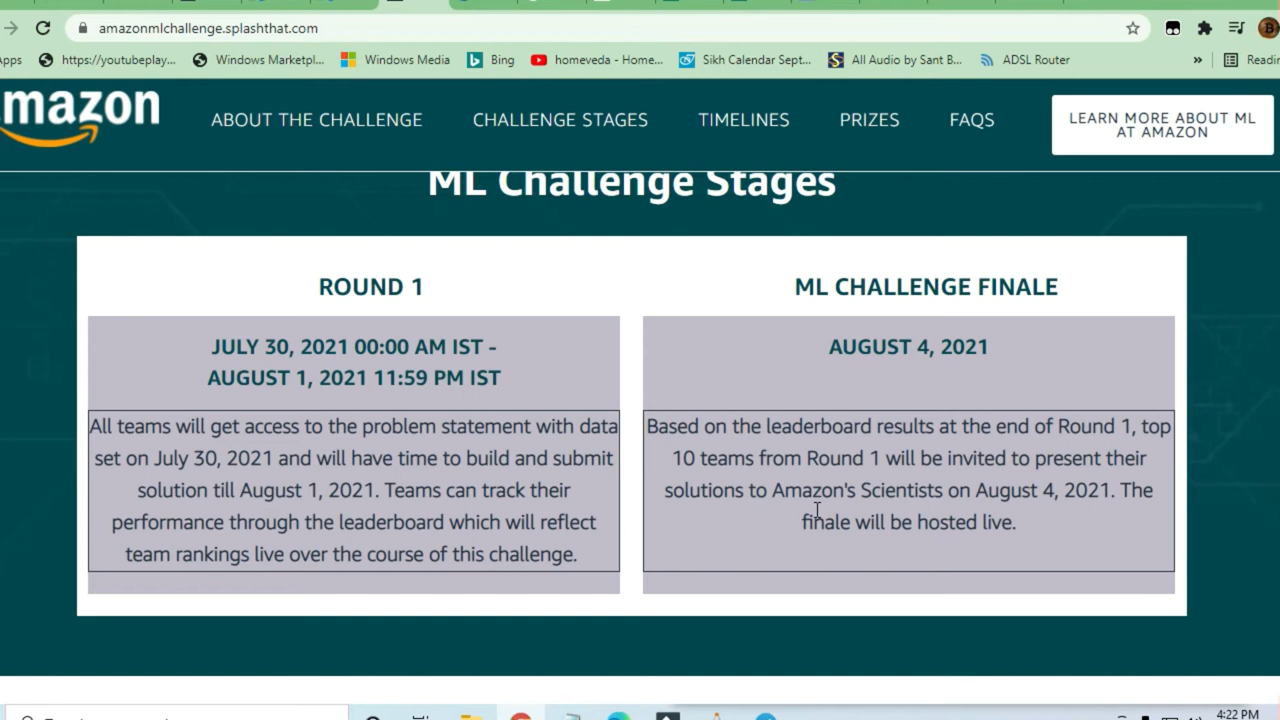 amazonmlchallenge.splashthat.com
https://youtubeplay... Windows Marketpl... Windows Media Bing homeveda - Home... Sikh Calendar Sept... All Audio by Sant B... ADSL Router »
mazon
ABOUT THE CHALLENGE CHALLENGE STAGES TIMELINES PRIZES FAQS
LEARN MORE ABOUT ML
AT AMAZON
ML Challenge Stages
ROUND 1
JULY 30, 2021 00:00 AM IST -
AUGUST 1, 2021 11:59 PM IST
All teams will get access to the problem statement with data
set on July 30, 2021 and will have time to build and submit
solution till August 1, 2021. Teams can track their
performance through the leaderboard which will reflect
team rankings live over the course of this challenge.
ML CHALLENGE FINALE
AUGUST 4, 2021
Based on the leaderboard results at the end of Round 1, top
10 teams from Round 1 will be invited to present their
solutions to Amazon's Scientists on August 4, 2021. The
finale will be hosted live.
4:22 PM